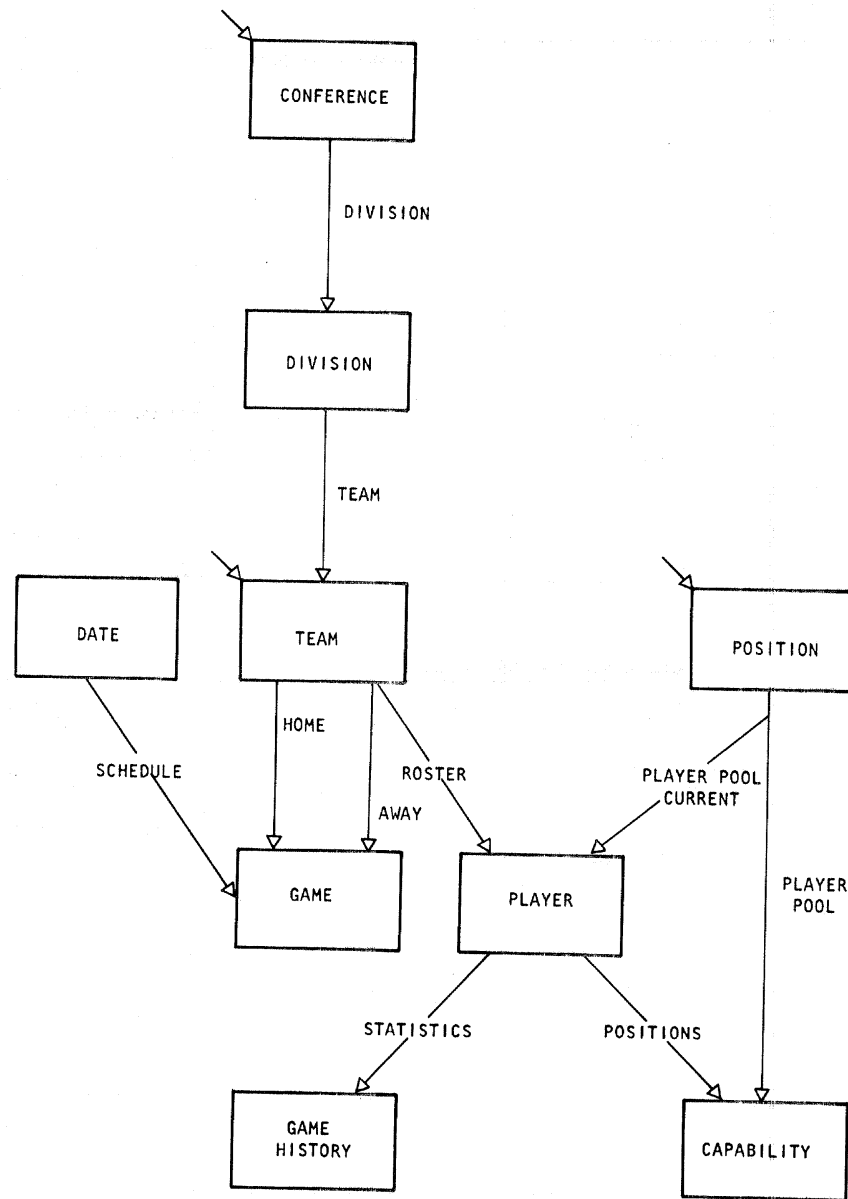 CONFERENCE
DIVISION
DIVISION
TEAM
DATE
TEAM
POSITION
HOME
SCHEDULE
ROSTER
PLAYER POOL
CURRENT
AWAY
GAME
PLAYER
PLAYER
POOL
STATISTICS
POSITIONS
GAME
HISTORY
CAPABILITY